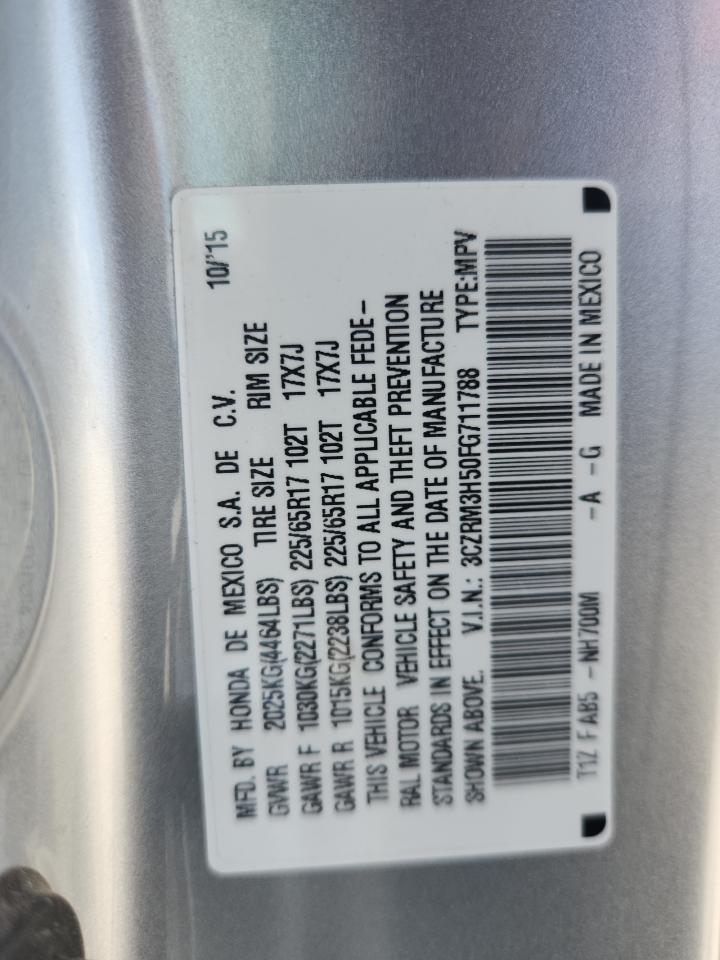 MFD. BY HONDA DE MEXICO S.A. DE C.V. 10/'15
GVWR 2025KG(4464LBS) TIRE SIZE RIM SIZE
GAWR F 1030KG(2271LBS) 225/65R17 102T 17X7J
GAWR R 1015KG(2238LBS) 225/65R17 102T 17X7J
THIS VEHICLE CONFORMS TO ALL APPLICABLE FEDE-
RAL MOTOR VEHICLE SAFETY AND THEFT PREVENTION
STANDARDS IN EFFECT ON THE DATE OF MANUFACTURE
SHOWN ABOVE. V.I.N.: 3CZRM3H50FG711788 TYPE:MPV
T1Z F AB5 -NH700M -A -G MADE IN MEXICO